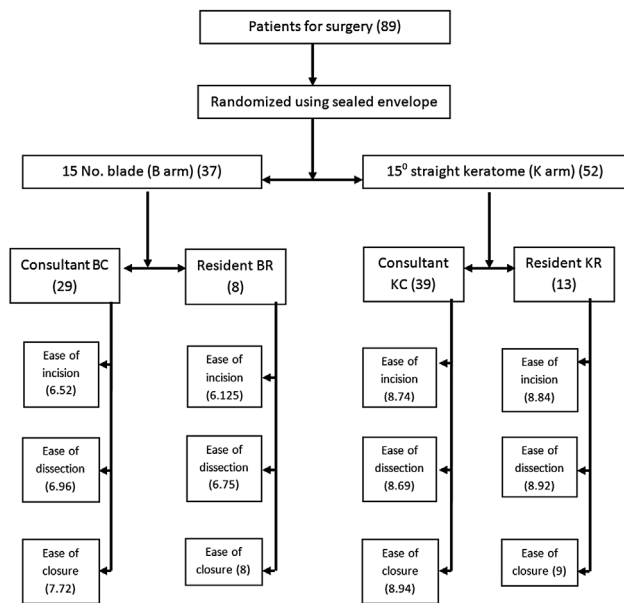 Patients for surgery (89)
Randomized using sealed envelope
15 No. blade (B arm) (37)
15⁰ straight keratome (K arm) (52)
Consultant BC
(29)
Resident BR
(8)
Consultant
KC (39)
Resident KR
(13)
Ease of
incision
(6.52)
Ease of
incision
(6.125)
Ease of
incision
(8.74)
Ease of
incision
(8.84)
Ease of
dissection
(6.96)
Ease of
dissection
(6.75)
Ease of
dissection
(8.69)
Ease of
dissection
(8.92)
Ease of
closure
(7.72)
Ease of
closure (8)
Ease of
closure
(8.94)
Ease of
closure (9)